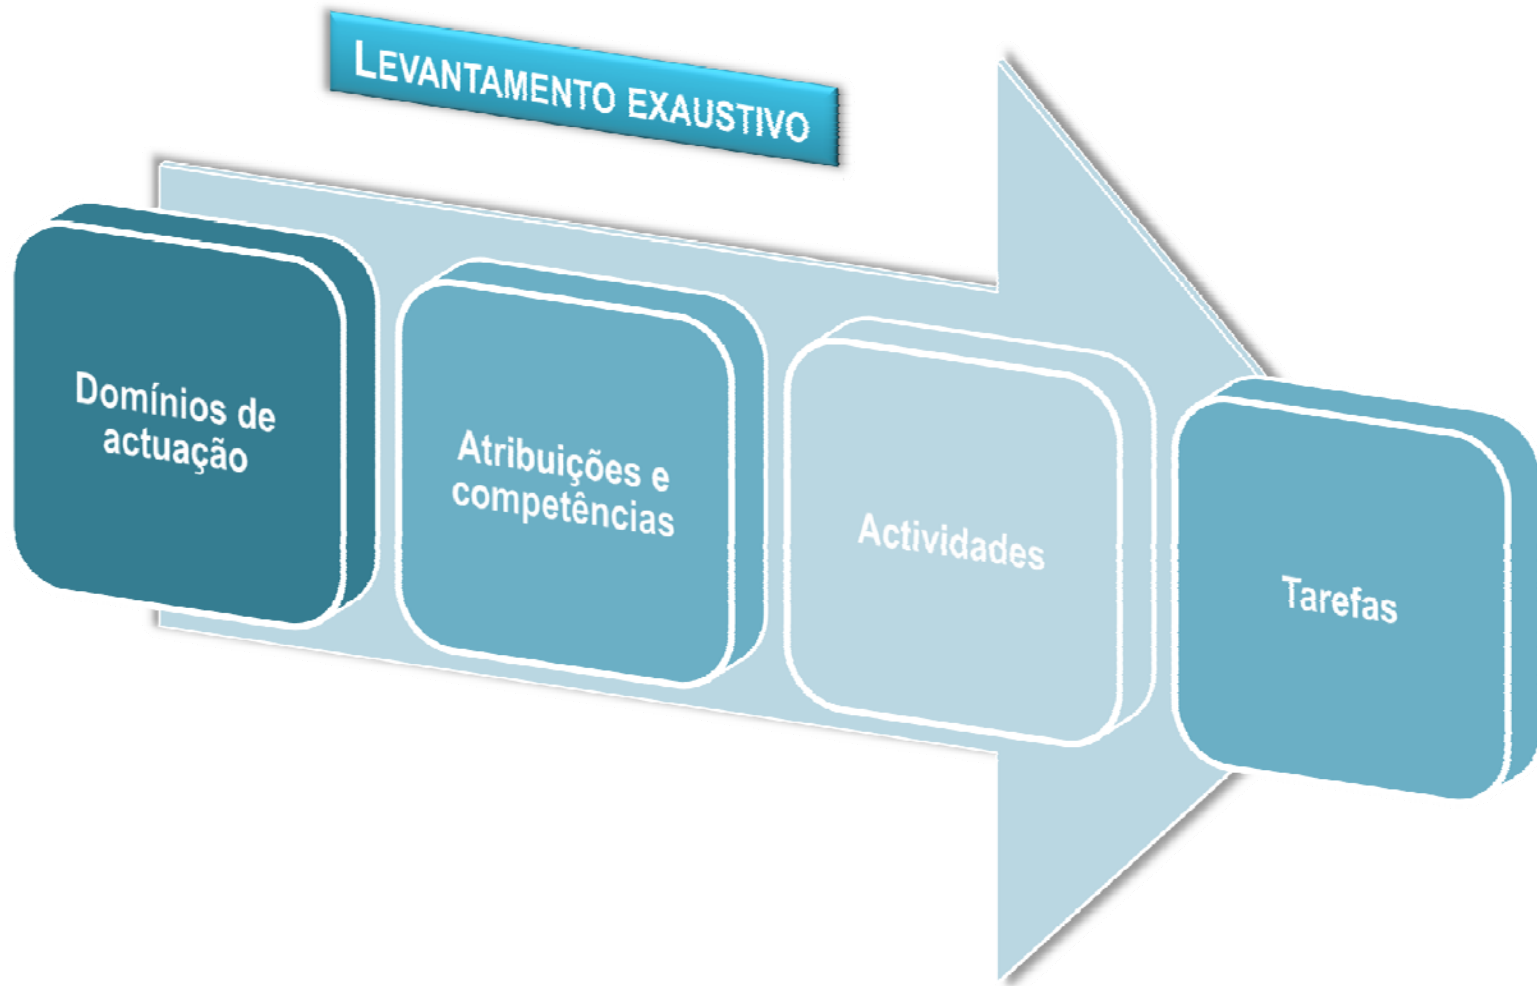 LEVANTAMENTO EXAUSTIVO
Domínios de
actuação
Atribuições e
competências
Actividades
Tarefas